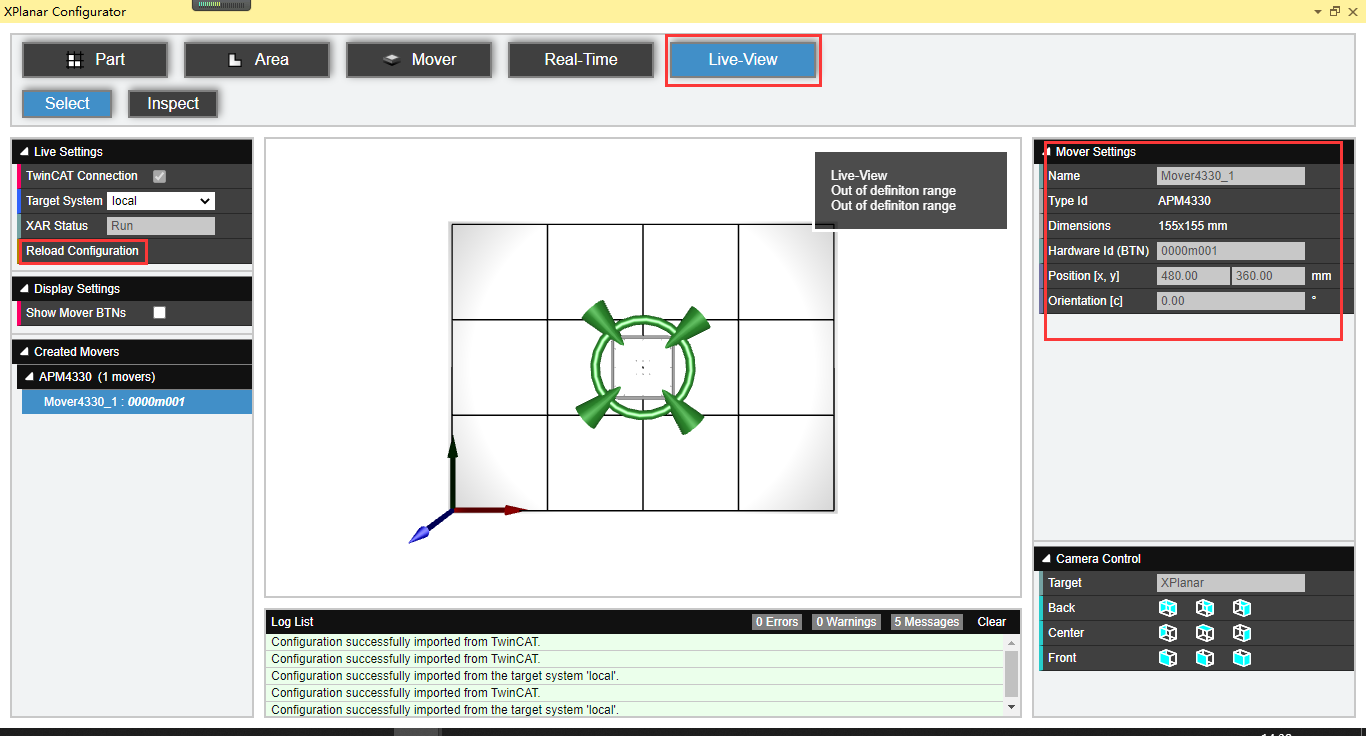 XPlanar Configurator
Part
Area
Mover
Real-Time
Live-View
Select
Inspect
Live Settings
TwinCAT Connection
Target System local
XAR Status Run
Reload Configuration
Display Settings
Show Mover BTNs
Created Movers
APM4330 (1 movers)
Mover4330_1 : 0000m001
Live-View
Out of definiton range
Out of definiton range
Log List 0 Errors 0 Warnings 5 Messages Clear
Configuration successfully imported from TwinCAT.
Configuration successfully imported from TwinCAT.
Configuration successfully imported from the target system 'local'.
Configuration successfully imported from TwinCAT.
Configuration successfully imported from the target system 'local'.
Mover Settings
Name Mover4330_1
Type Id APM4330
Dimensions 155x155 mm
Hardware Id (BTN) 0000m001
Position [x, y] 480.00 360.00 mm
Orientation [c] 0.00 °
Camera Control
Target XPlanar
Back
Center
Front